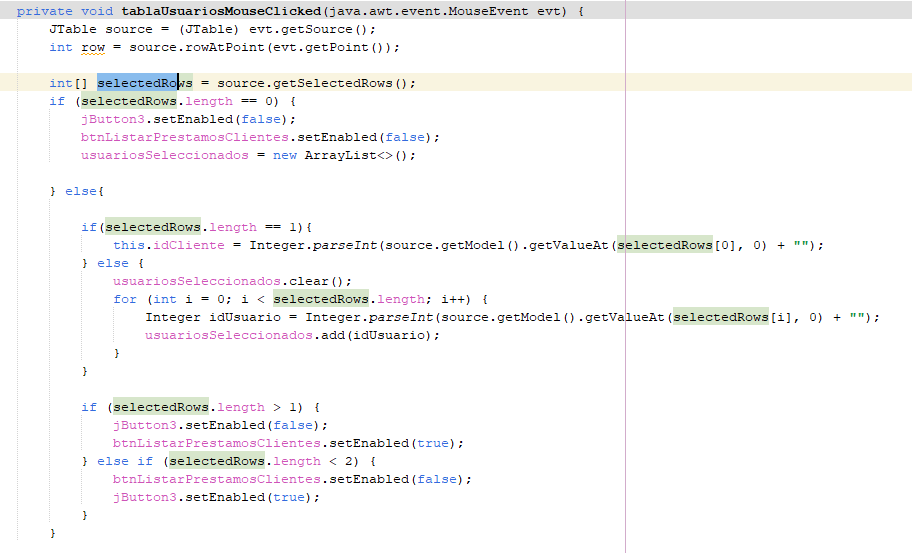 private void tablaUsuariosMouseClicked(java.awt.event.MouseEvent evt) {
JTable source = (JTable) evt.getSource();
int row = source.rowAtPoint(evt.getPoint());
int[] selectedRows = source.getSelectedRows();
if (selectedRows.length == 0) {
jButton3.setEnabled(false);
btnListarPrestamosClientes.setEnabled(false);
usuariosSeleccionados = new ArrayList<>();
} else{
if(selectedRows.length == 1){
this.idCliente = Integer.parseInt(source.getModel().getValueAt(selectedRows[0], 0) + "");
} else {
usuariosSeleccionados.clear();
for (int i = 0; i < selectedRows.length; i++) {
Integer idUsuario = Integer.parseInt(source.getModel().getValueAt(selectedRows[i], 0) + "");
usuariosSeleccionados.add(idUsuario);
}
}
if (selectedRows.length > 1) {
jButton3.setEnabled(false);
btnListarPrestamosClientes.setEnabled(true);
} else if (selectedRows.length < 2) {
btnListarPrestamosClientes.setEnabled(false);
jButton3.setEnabled(true);
}
}